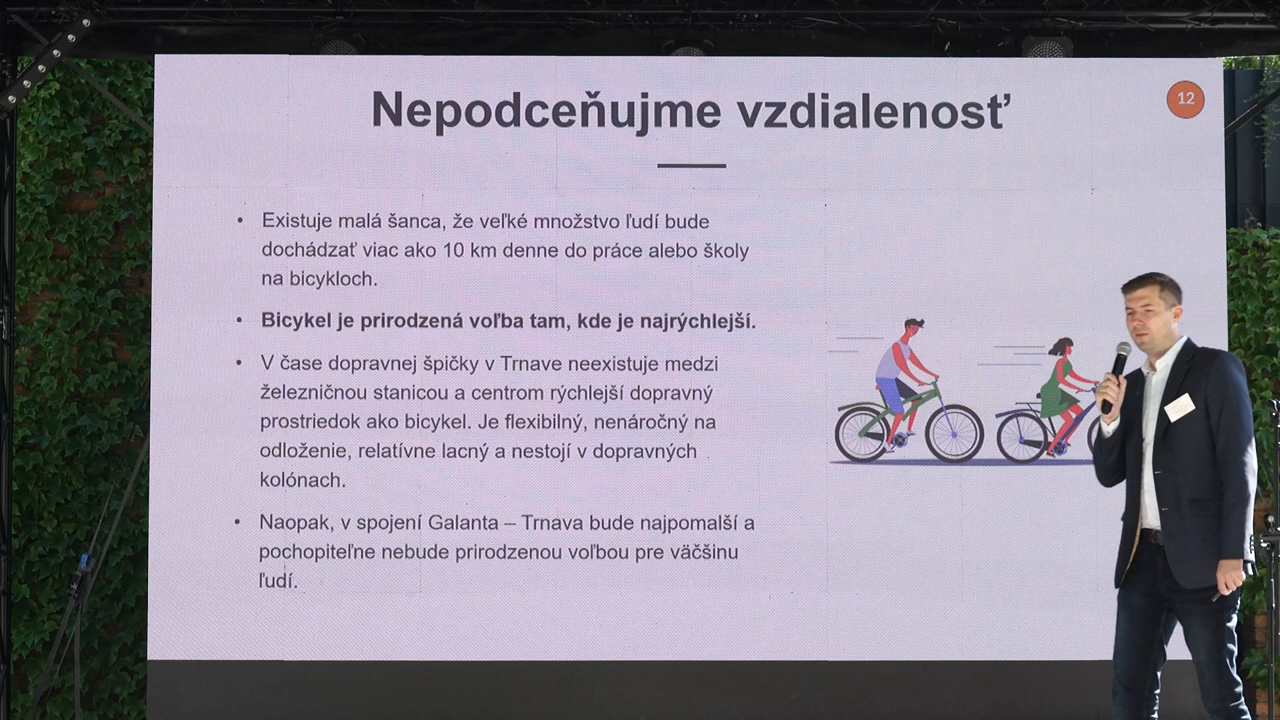 Nepodceňujme vzdialenosť
12
• Existuje malá šanca, že veľké množstvo ľudí bude
dochádzať viac ako 10 km denne do práce alebo školy
na bicykloch.
• Bicykel je prirodzená voľba tam, kde je najrýchlejší.
• V čase dopravnej špičky v Trnave neexistuje medzi
železničnou stanicou a centrom rýchlejší dopravný
prostriedok ako bicykel. Je flexibilný, nenáročný na
odloženie, relatívne lacný a nestojí v dopravných
kolónach.
• Naopak, v spojení Galanta – Trnava bude najpomalší a
pochopiteľne nebude prirodzenou voľbou pre väčšinu
ľudí.